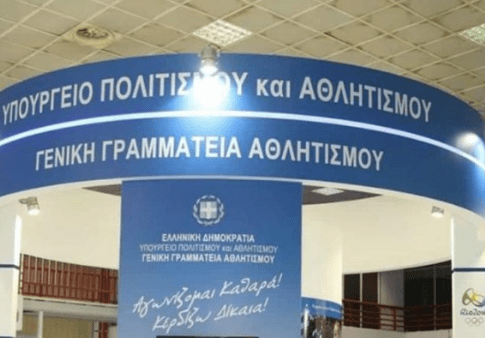 ΥΠΟΥΡΓΕΙΟ ΠΟΛΙΤΙΣΜΟΥ και ΑΘΛΗΤΙΣΜΟΥ
ΓΕΝΙΚΗ ΓΡΑΜΜΑΤΕΙΑ ΑΘΛΗΤΙΣΜΟΥ
ΕΛΛΗΝΙΚΗ ΔΗΜΟΚΡΑΤΙΑ
ΥΠΟΥΡΓΕΙΟ ΠΟΛΙΤΙΣΜΟΥ και ΑΘΛΗΤΙΣΜΟΥ
ΓΕΝΙΚΗ ΓΡΑΜΜΑΤΕΙΑ ΑΘΛΗΤΙΣΜΟΥ
Αγωνίζομαι Καθαρά!
Κερδίζω Δίκαια!